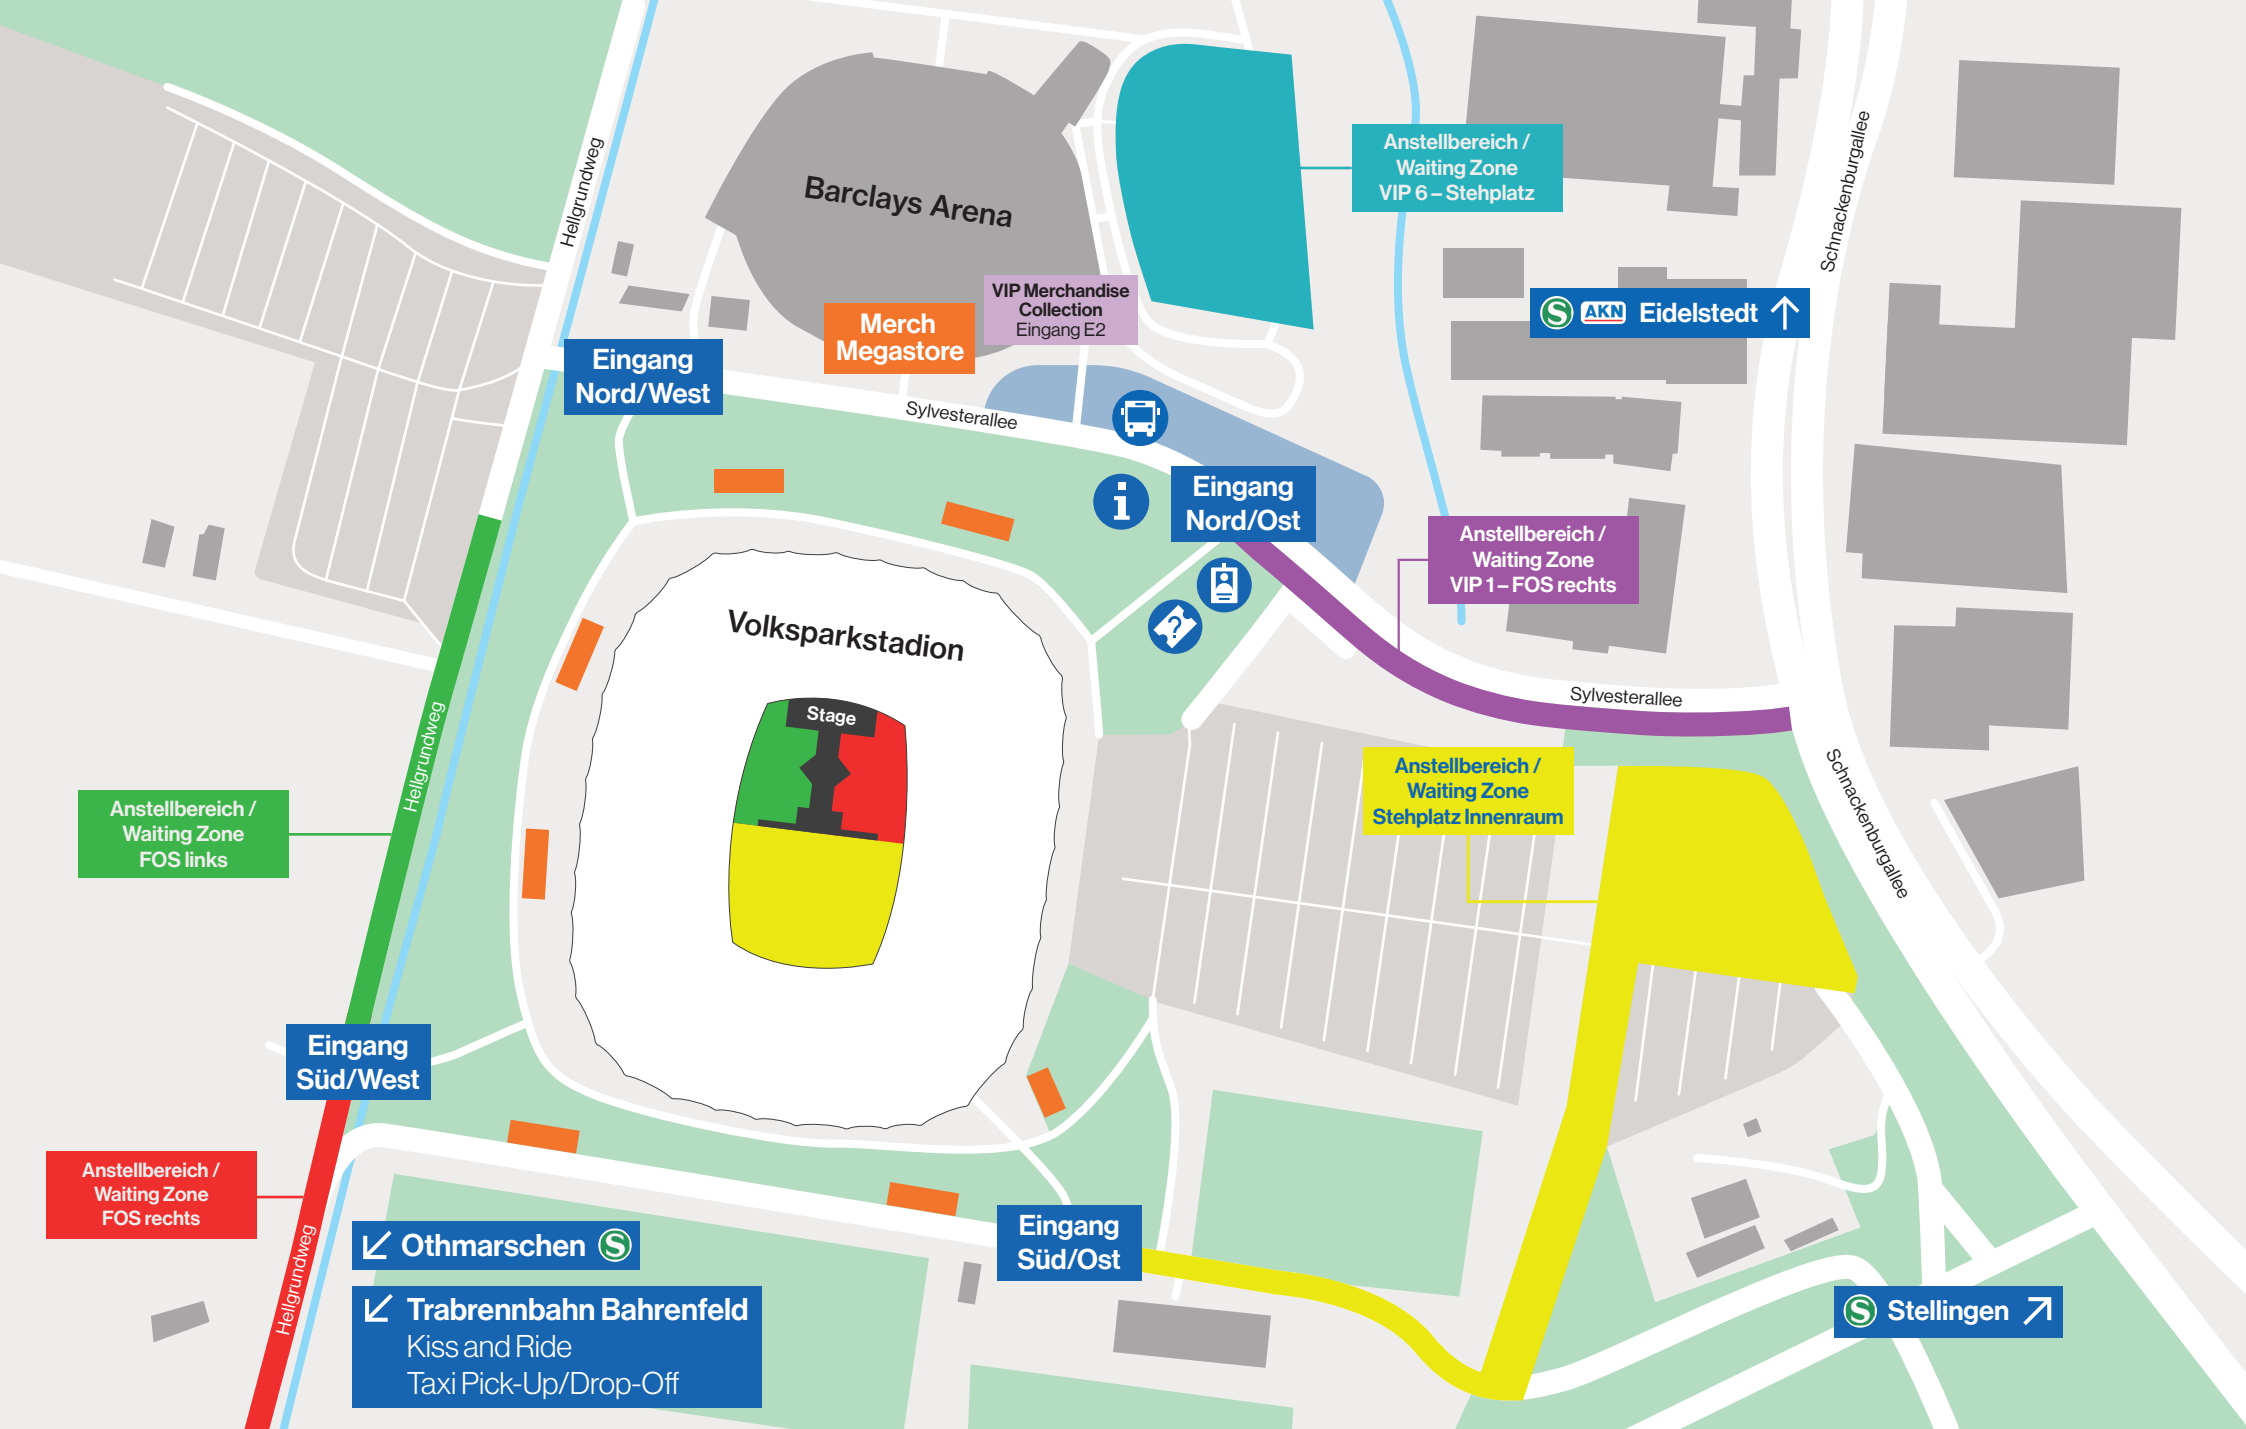 Hellgrundweg
Barclays Arena
Anstellbereich /
Waiting Zone
VIP 6 – Stehplatz
Schnackenburgallee
VIP Merchandise
Collection
Eingang E2
Merch
Megastore
S AKN Eidelstedt
Eingang
Nord/West
Sylvesterallee
i
Eingang
Nord/Ost
Anstellbereich /
Waiting Zone
VIP 1 – FOS rechts
?
Volksparkstadion
Stage
Sylvesterallee
Hellgrundweg
Anstellbereich /
Waiting Zone
Stehplatz Innenraum
Schnackenburgallee
Anstellbereich /
Waiting Zone
FOS links
Eingang
Süd/West
Anstellbereich /
Waiting Zone
FOS rechts
Hellgrundweg
Othmarschen S
Eingang
Süd/Ost
Trabrennbahn Bahrenfeld
Kiss and Ride
Taxi Pick-Up/Drop-Off
S Stellingen